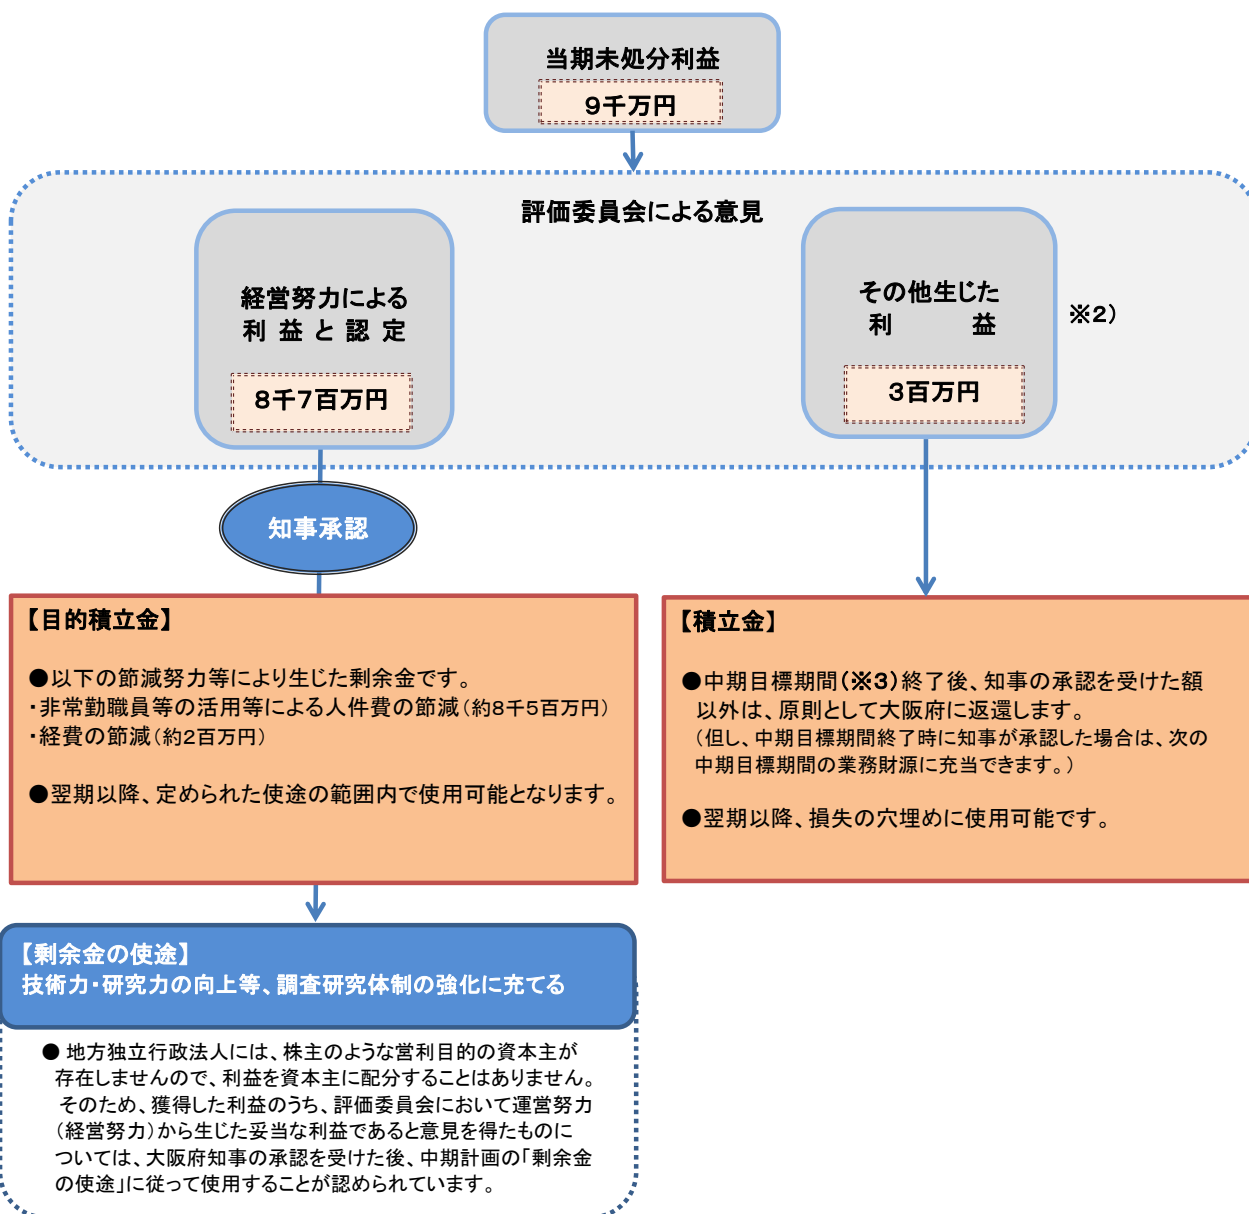 当期未処分利益
9千万円
評価委員会による意見
経営努力による
利 益 と 認 定
8千7百万円
その他生じた
利　　　益
※2)
3百万円
知事承認
【目的積立金】
●以下の節減努力等により生じた剰余金です。
・非常勤職員等の活用等による人件費の節減（約8千5百万円）
・経費の節減（約2百万円）
●翌期以降、定められた使途の範囲内で使用可能となります。
【積立金】
●中期目標期間(※3)終了後、知事の承認を受けた額
以外は、原則として大阪府に返還します。
（但し、中期目標期間終了時に知事が承認した場合は、次の
中期目標期間の業務財源に充当できます。）
●翌期以降、損失の穴埋めに使用可能です。
【剰余金の使途】
技術力・研究力の向上等、調査研究体制の強化に充てる
● 地方独立行政法人には、株主のような営利目的の資本主が
存在しませんので、利益を資本主に配分することはありません。
そのため、獲得した利益のうち、評価委員会において運営努力
（経営努力）から生じた妥当な利益であると意見を得たものに
ついては、大阪府知事の承認を受けた後、中期計画の「剰余金
の使途」に従って使用することが認められています。